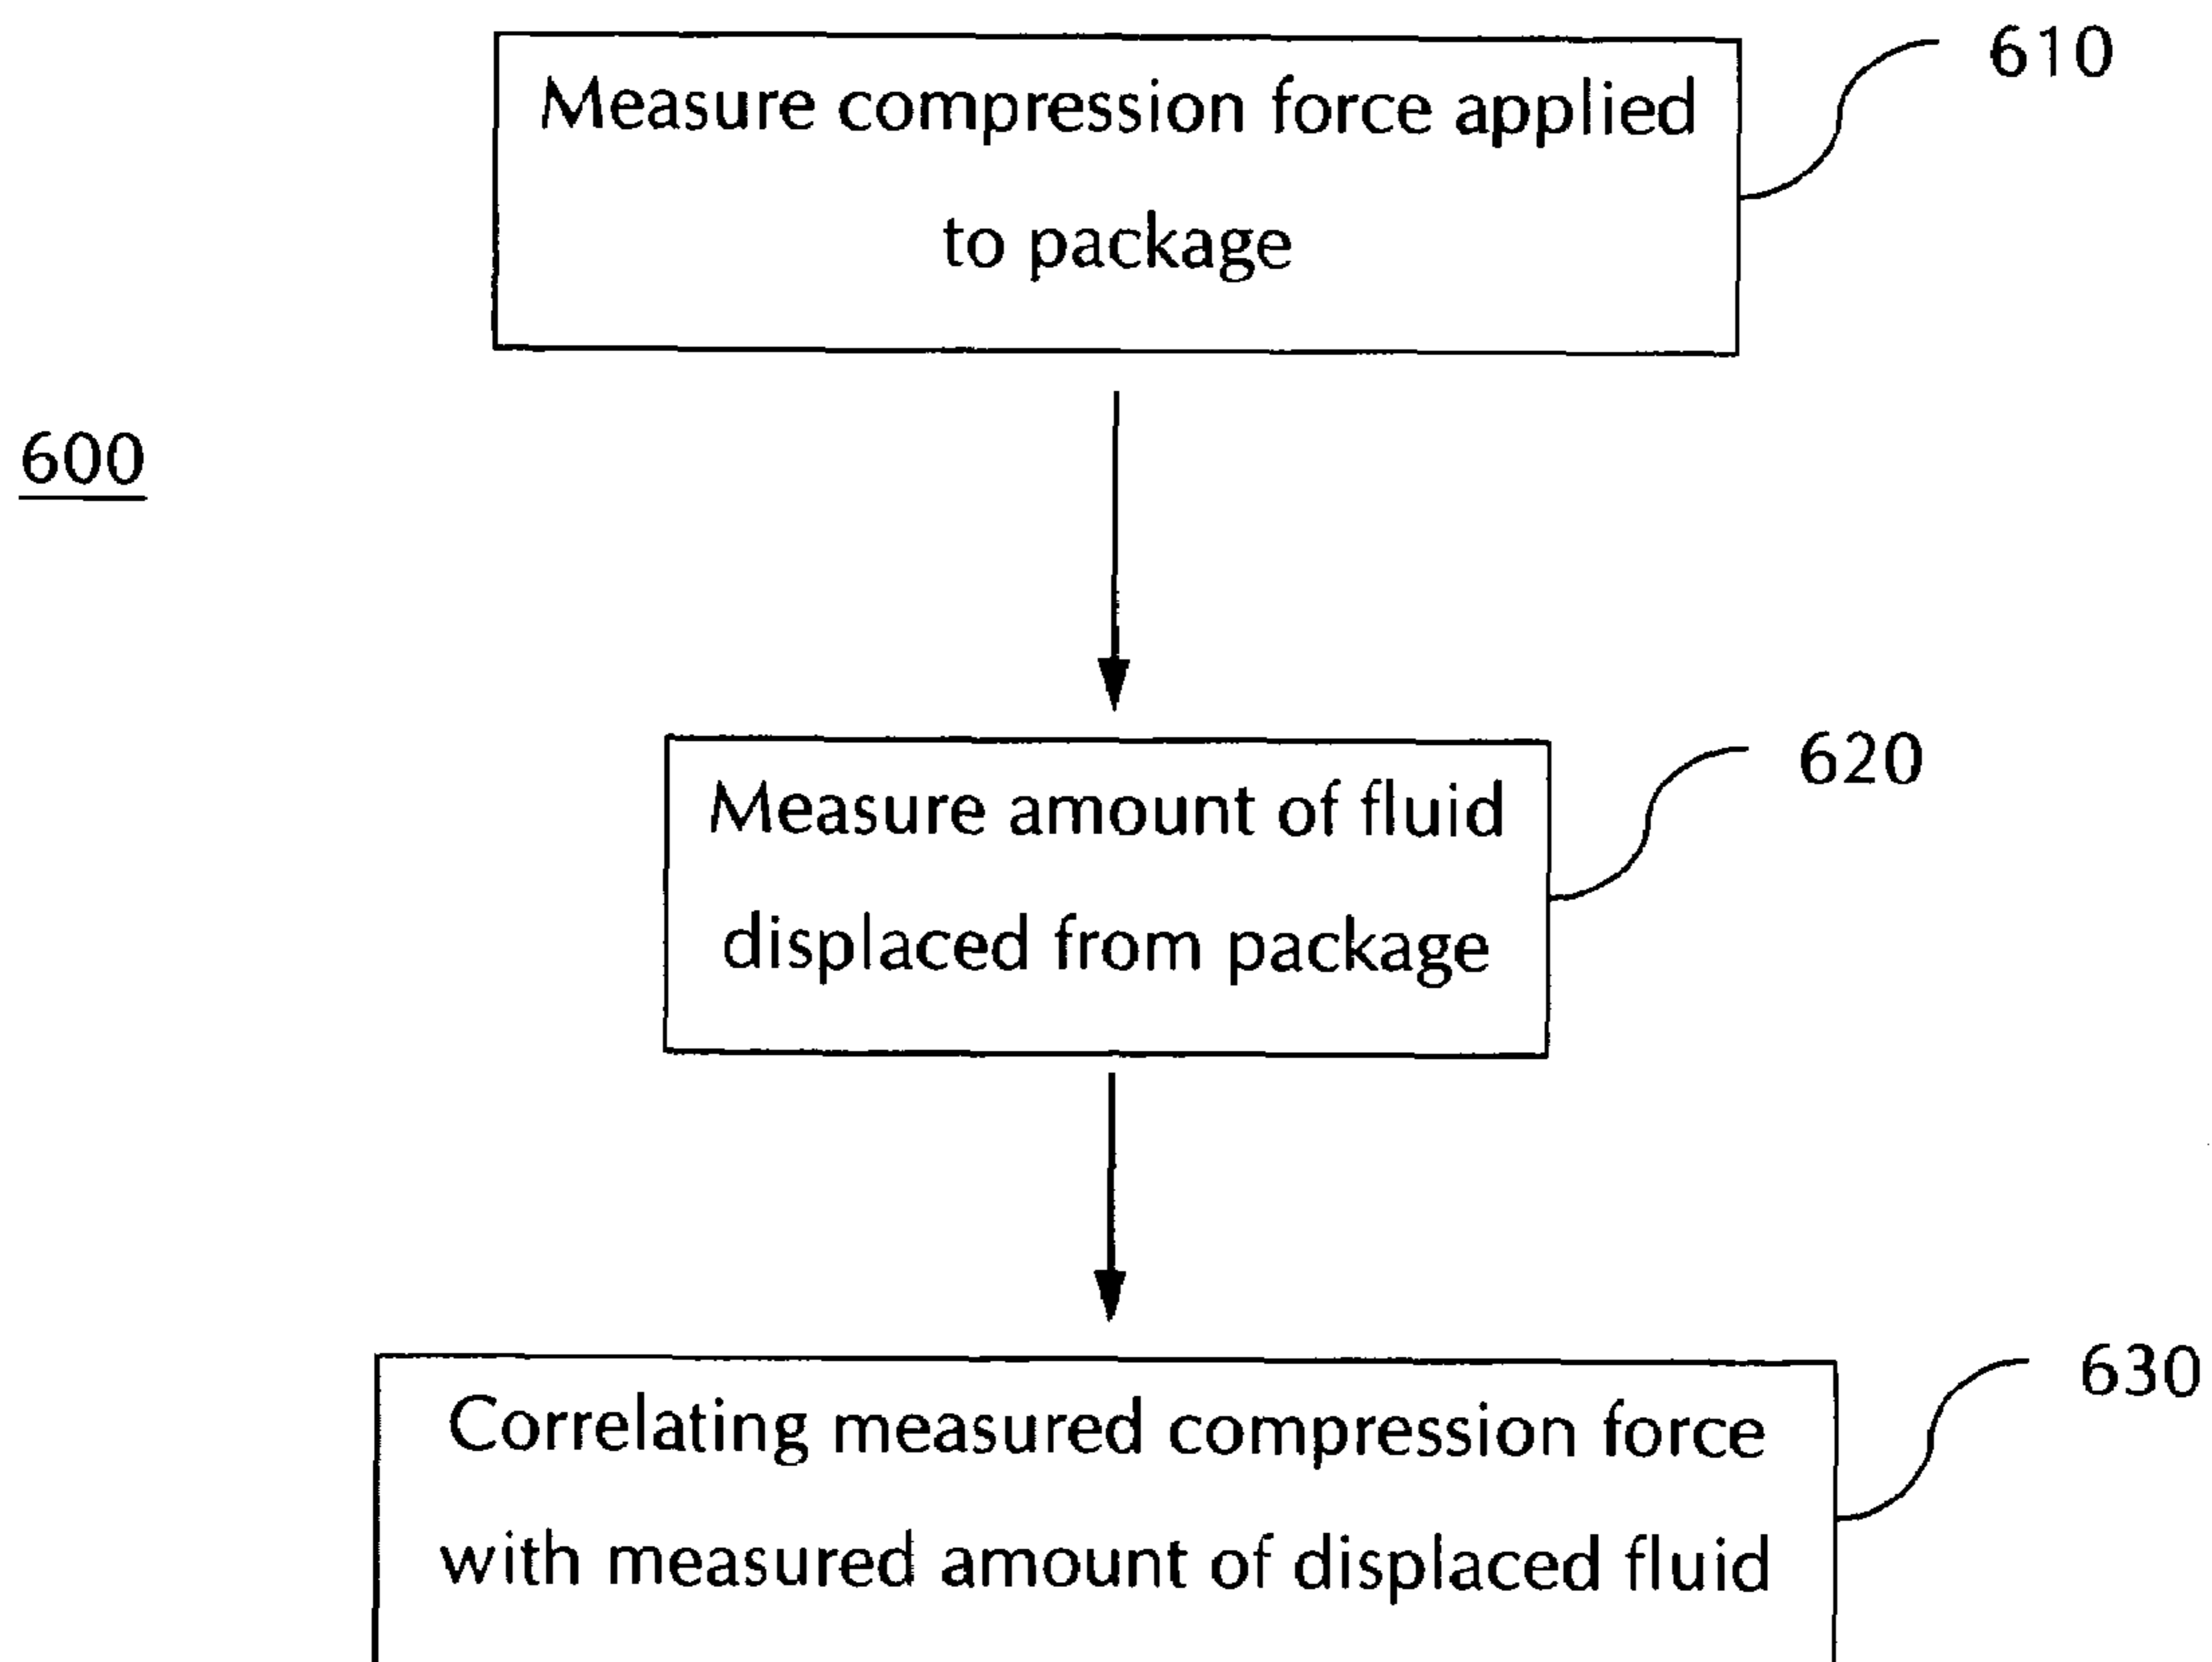 Measure compression force applied
to package
610
600
Measure amount of fluid
displaced from package
620
Correlating measured compression force
with measured amount of displaced fluid
630